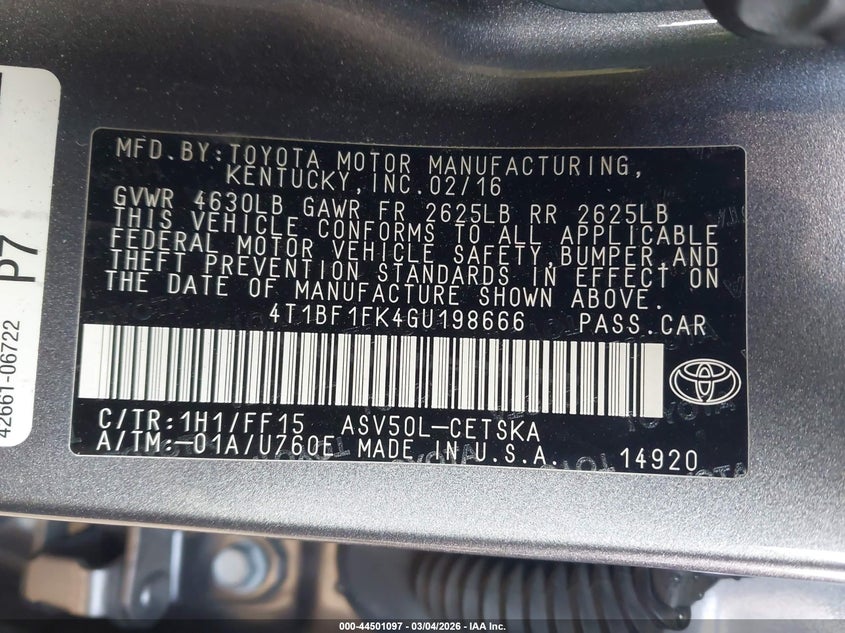 MFD.BY:TOYOTA MOTOR MANUFACTURING,
KENTUCKY,INC.02/16
GVWR 4630LB GAWR FR 2625LB RR 2625LB
THIS VEHICLE CONFORMS TO ALL APPLICABLE
FEDERAL MOTOR VEHICLE SAFETY,BUMPER,AND
THEFT PREVENTION STANDARDS IN EFFECT ON
THE DATE OF MANUFACTURE SHOWN ABOVE.
4T1BF1FK4GU198666 PASS.CAR
C/TR:1H1/FF15 ASV50L-CETSKA
A/TM:-01A/U760E MADE IN U.S.A. 14920
P7
42661-06722
000-44501097 - 03/04/2026 - IAA Inc.